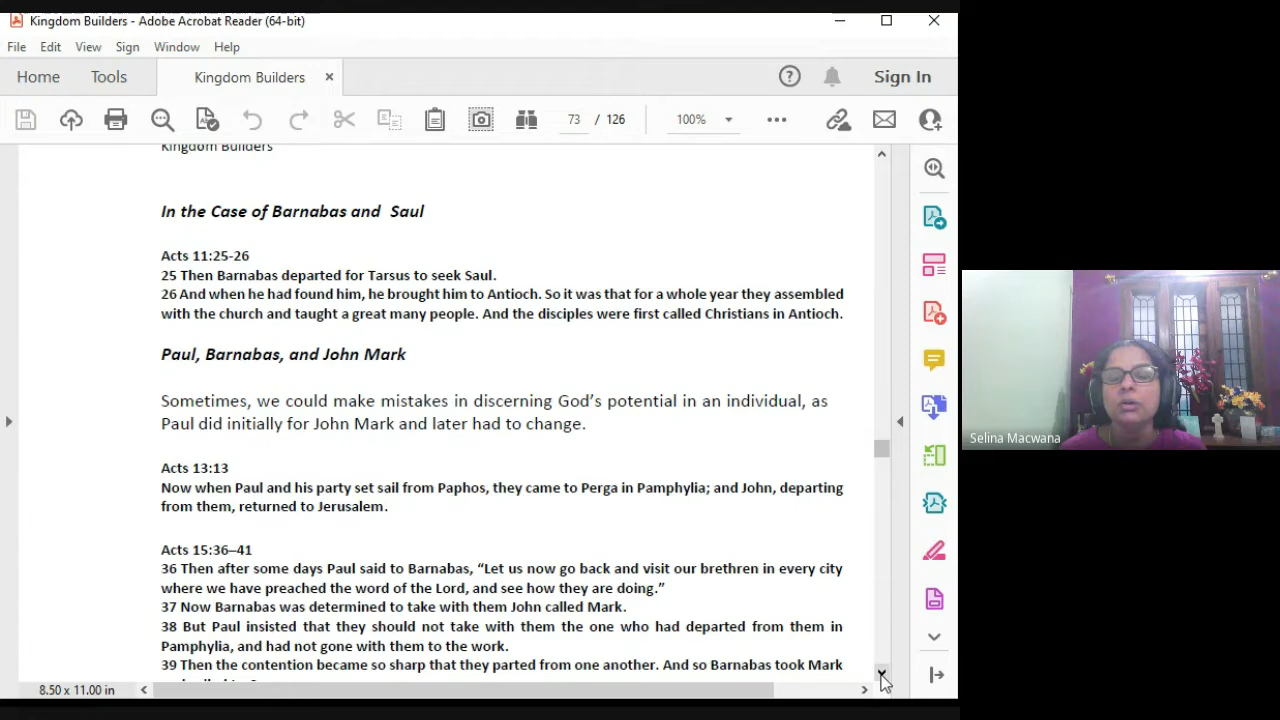 Kingdom Builders - Adobe Acrobat Reader (64-bit)
File Edit View Sign Window Help
Home Tools Kingdom Builders × Sign In
73 / 126 100%
Kingdom Builders
In the Case of Barnabas and Saul
Acts 11:25-26
25 Then Barnabas departed for Tarsus to seek Saul.
26 And when he had found him, he brought him to Antioch. So it was that for a whole year they assembled
with the church and taught a great many people. And the disciples were first called Christians in Antioch.
Paul, Barnabas, and John Mark
Sometimes, we could make mistakes in discerning God's potential in an individual, as
Paul did initially for John Mark and later had to change.
Acts 13:13
Now when Paul and his party set sail from Paphos, they came to Perga in Pamphylia; and John, departing
from them, returned to Jerusalem.
Acts 15:36–41
36 Then after some days Paul said to Barnabas, “Let us now go back and visit our brethren in every city
where we have preached the word of the Lord, and see how they are doing.”
37 Now Barnabas was determined to take with them John called Mark.
38 But Paul insisted that they should not take with them the one who had departed from them in
Pamphylia, and had not gone with them to the work.
39 Then the contention became so sharp that they parted from one another. And so Barnabas took Mark
8.50 x 11.00 in
Selina Macwana